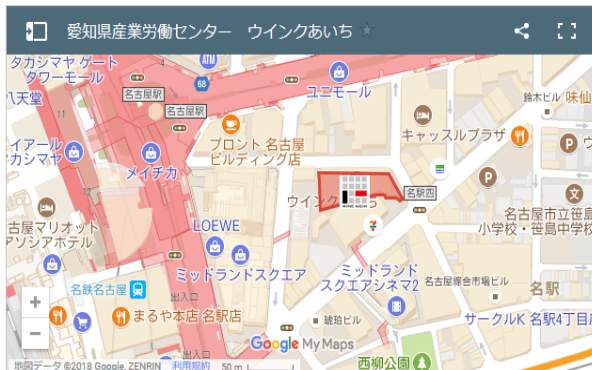 愛知県産業労働センター　ウインクあいち
タカシマヤ ゲート
タワーモール
ATM
68
ユニモール
11
名古屋駅
名古屋駅
八天堂
鈴木ビル
味仙
キャッスルプラザ
プロント 名古屋
ビルディング店
メイチカ
カシマヤ
ウインク
ち
名駅四
P
P
文
名古屋市立笹島
小学校・笹島中学校
古屋マリオット
アソシアホテル
LOEWE
7
ミッドランドスクエア
ミッドランド
スクエアシネマ2
名古屋綜合市場ビル
名駅
名鉄名古屋
出入口
まるや本店 名駅店
琥珀ビル
サークルK 名駅4丁目
+
−
Google My Maps
出入口
西柳公園
地図データ ©2018 Google, ZENRIN
利用規約
50 m